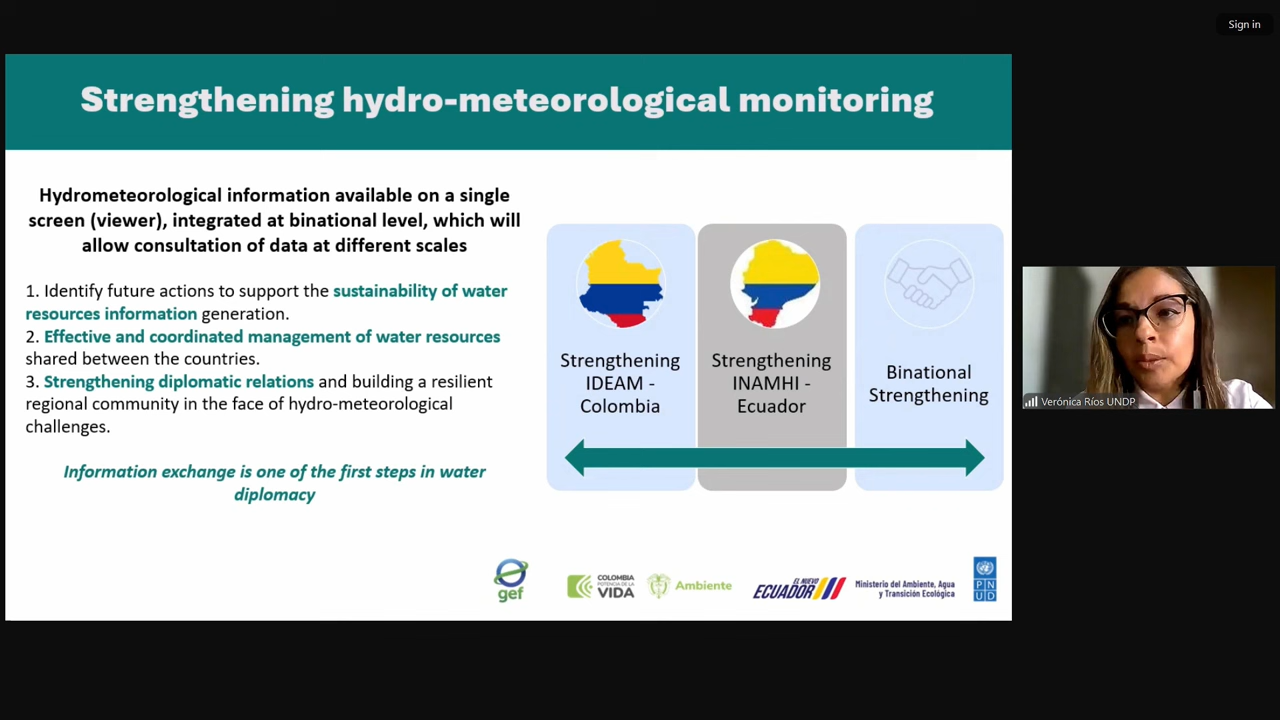 Sign in
Strengthening hydro-meteorological monitoring
Hydrometeorological information available on a single
screen (viewer), integrated at binational level, which will
allow consultation of data at different scales
1. Identify future actions to support the sustainability of water
resources information generation.
2. Effective and coordinated management of water resources
shared between the countries.
3. Strengthening diplomatic relations and building a resilient
regional community in the face of hydro-meteorological
challenges.
Information exchange is one of the first steps in water
diplomacy
Strengthening
IDEAM -
Colombia
Strengthening
INAMHI -
Ecuador
Binational
Strengthening
Verónica Ríos UNDP
gef
COLOMBIA
POTENCIA DE LA
VIDA
Ambiente
EL NUEVO
ECUADOR
Ministerio del Ambiente, Agua
y Transición Ecológica
P N
U D